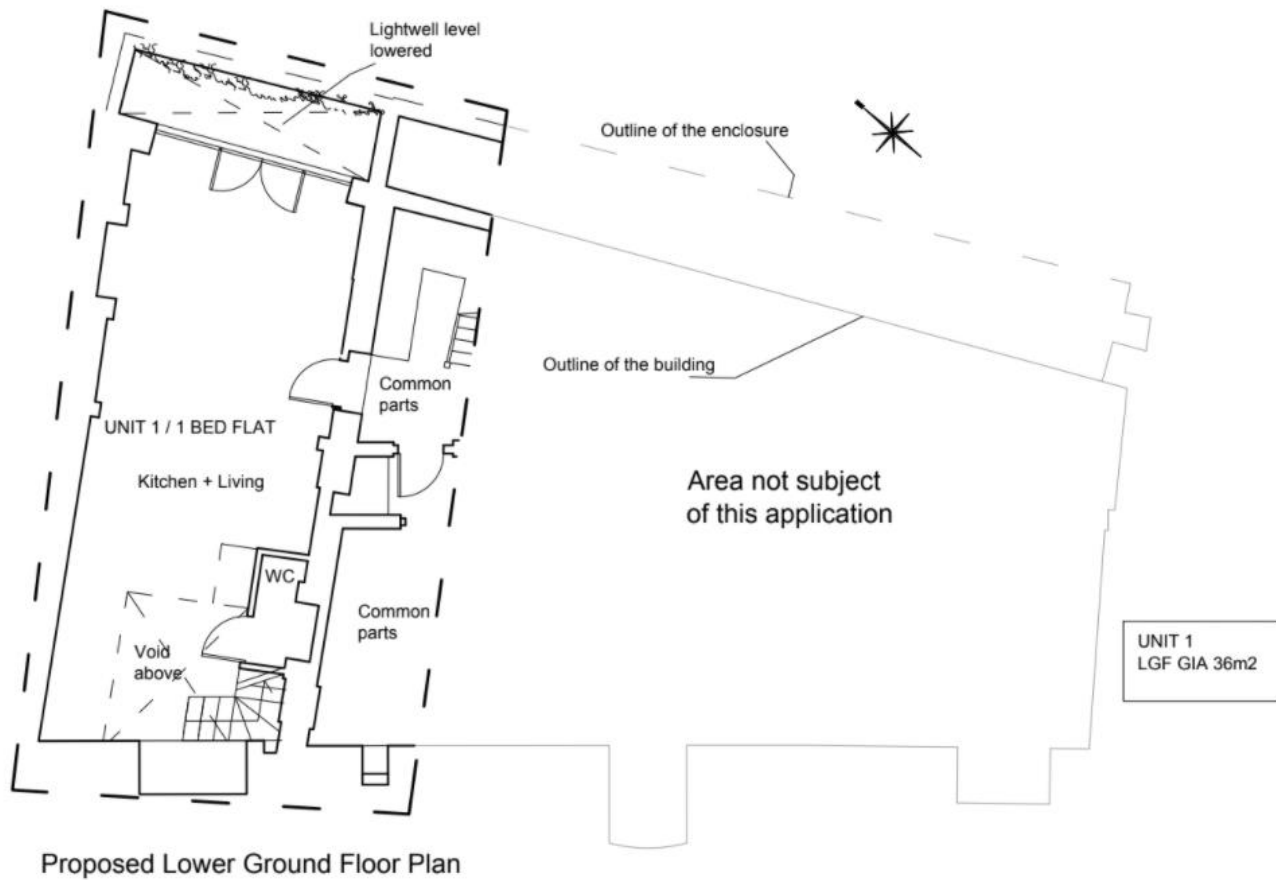 Lightwell level
lowered
Outline of the enclosure
Outline of the building
Common
parts
UNIT 1 / 1 BED FLAT
Kitchen + Living
Area not subject
of this application
WC
Common
parts
Void
above
UNIT 1
LGF GIA 36m2
Proposed Lower Ground Floor Plan